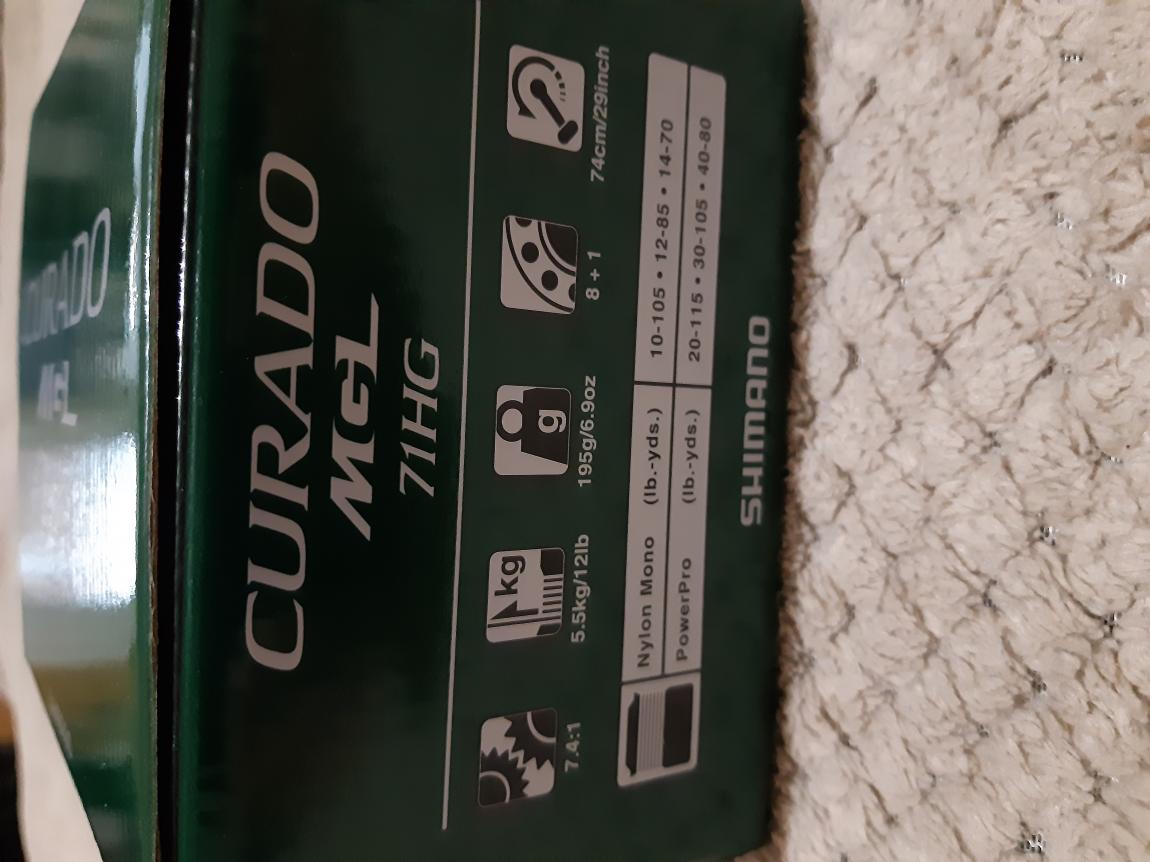 CURADO
MGL
CURADO
MGL
71HG
7.4:1
kg
5.5kg/12lb
g
195g/6.9oz
8 + 1
74cm/29inch
Nylon Mono (lb.-yds.) 10-105 • 12-85 • 14-70
PowerPro (lb.-yds.) 20-115 • 30-105 • 40-80
SHIMANO